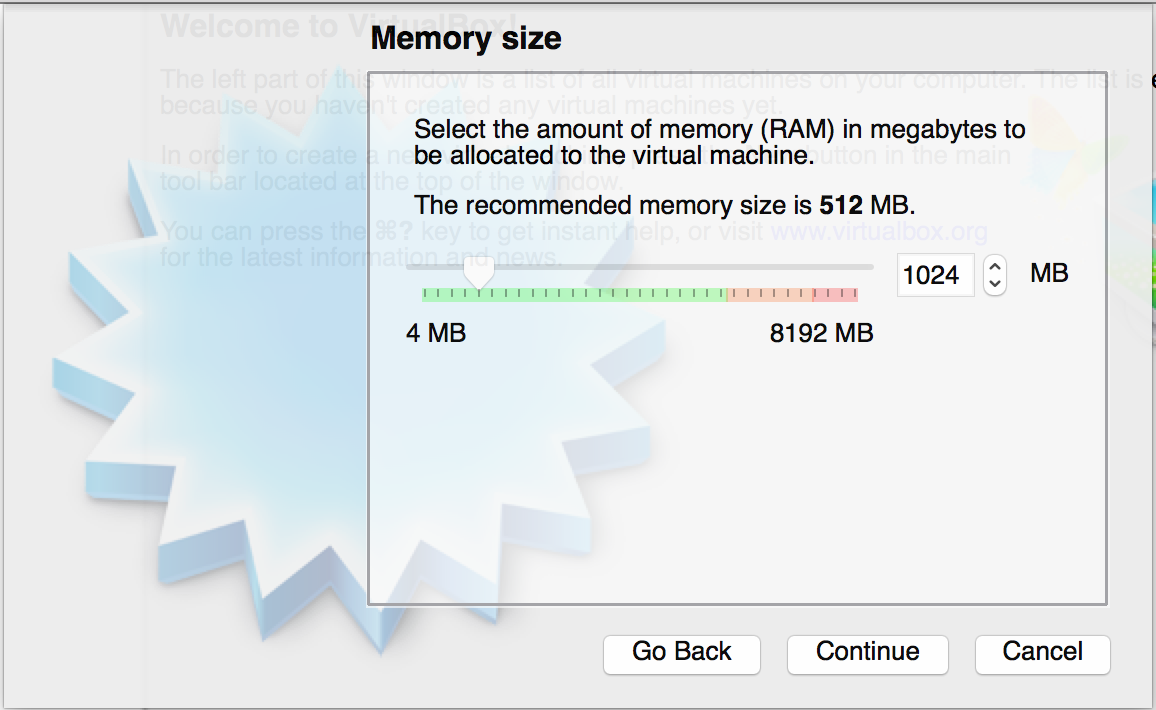 Welcome to VirtualBox!
Memory size
The left part of this window is a list of all virtual machines on your computer. The list is e
because you haven't created any virtual machines yet.
Select the amount of memory (RAM) in megabytes to
be allocated to the virtual machine.
In order to create a new button in the main
tool bar located at the top of the window.
The recommended memory size is 512 MB.
You can press the ⌘? key to get instant help, or visit www.virtualbox.org
for the latest information and news.
1024 MB
4 MB 8192 MB
Go Back Continue Cancel